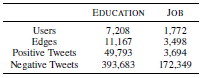 EDUCATION JOB
Users 7,208 1,772
Edges 11,167 3,498
Positive Tweets 49,793 3,694
Negative Tweets 393,683 172,349